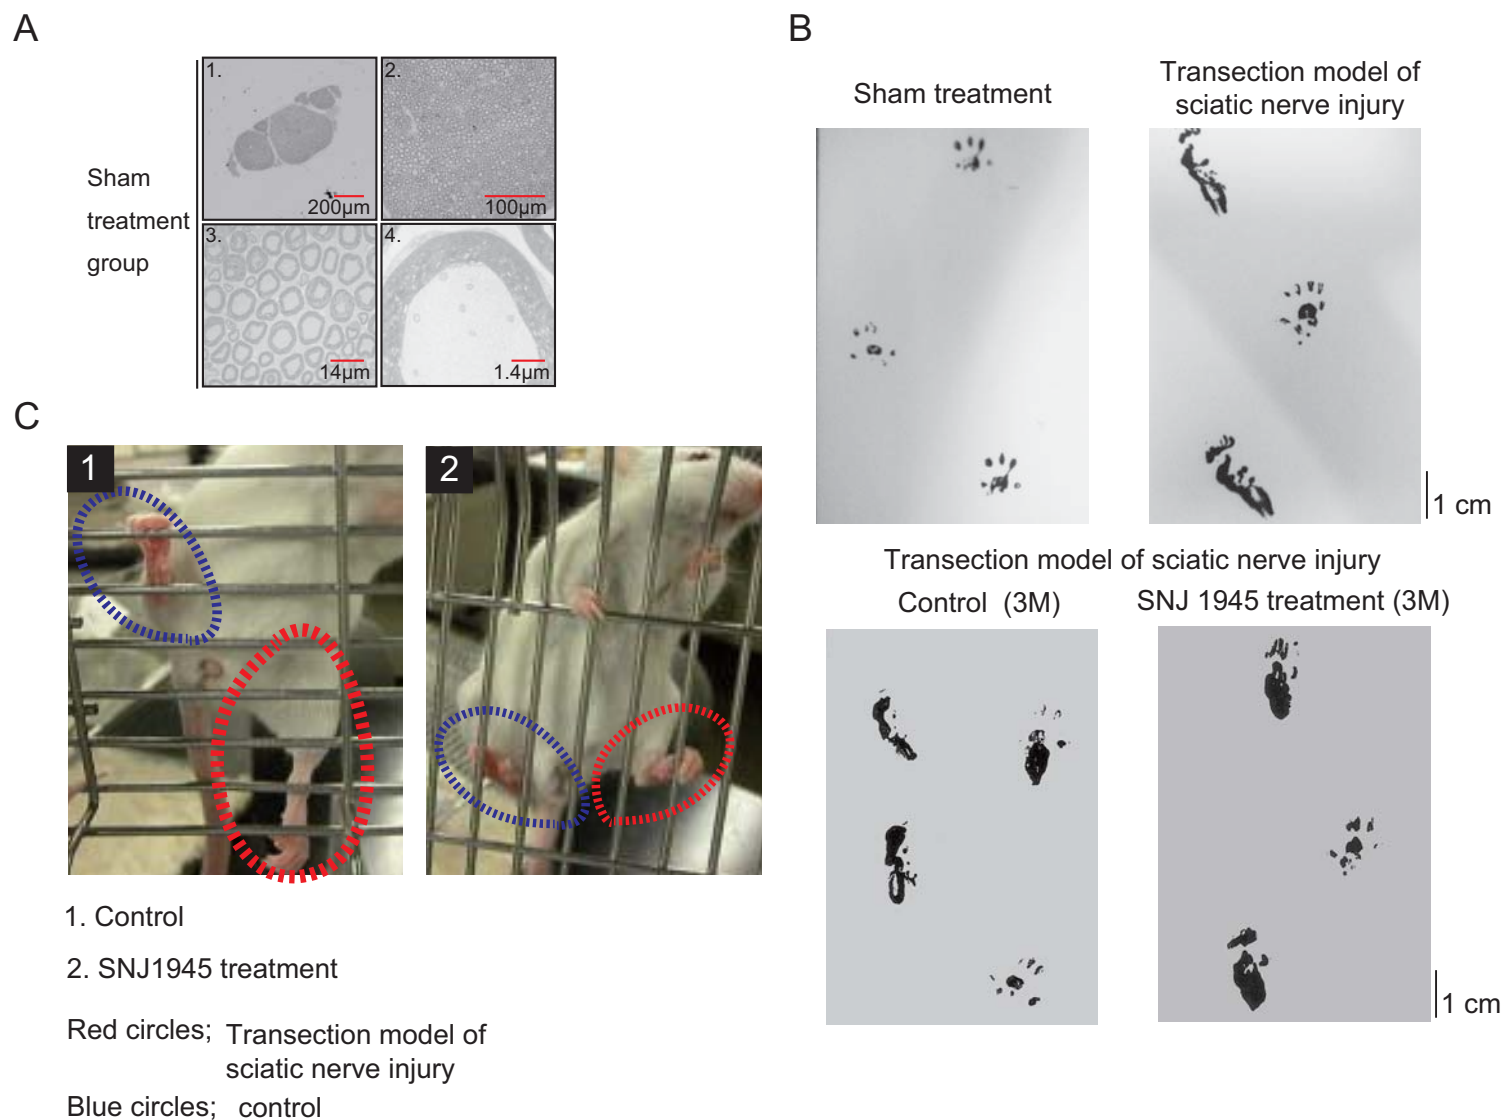 A
Sham
treatment
group
1.
200µm
2.
100µm
3.
14µm
4.
1.4µm
B
Sham treatment
Transection model of
sciatic nerve injury
1 cm
Transection model of sciatic nerve injury
Control (3M)
SNJ 1945 treatment (3M)
1 cm
C
1
2
1. Control
2. SNJ1945 treatment
Red circles; Transection model of
sciatic nerve injury
Blue circles; control